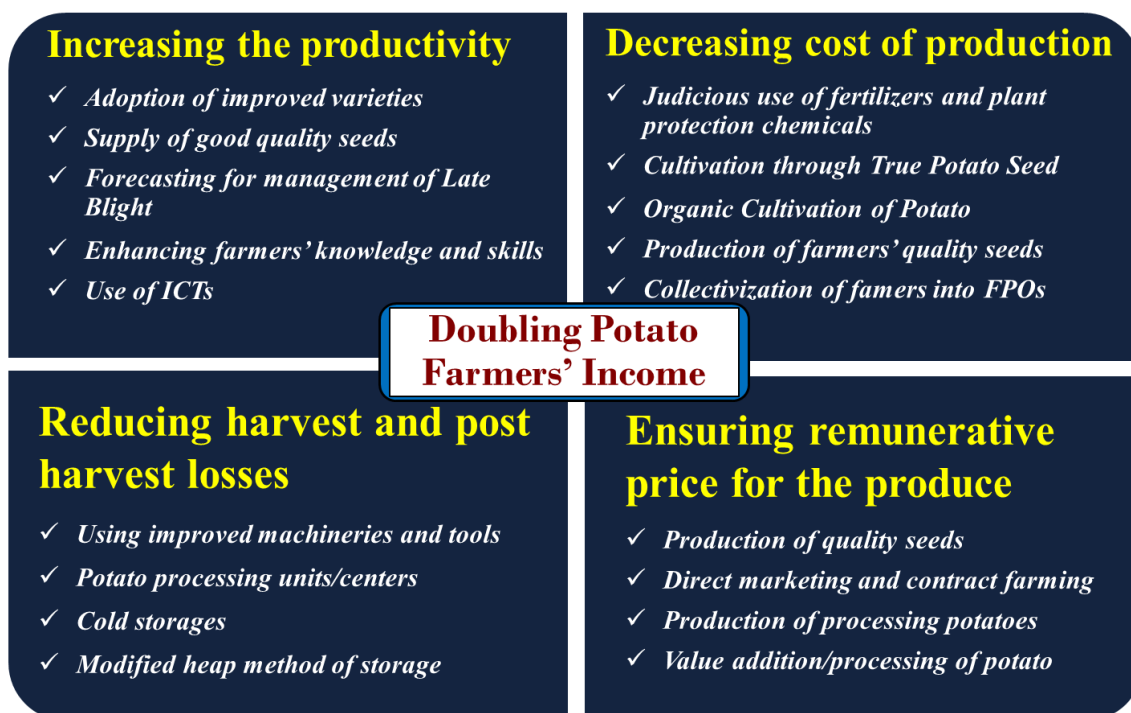 Increasing the productivity
✓ Adoption of improved varieties
✓ Supply of good quality seeds
✓ Forecasting for management of Late
Blight
✓ Enhancing farmers’ knowledge and skills
✓ Use of ICTs
Decreasing cost of production
✓ Judicious use of fertilizers and plant
protection chemicals
✓ Cultivation through True Potato Seed
✓ Organic Cultivation of Potato
✓ Production of farmers’ quality seeds
✓ Collectivization of famers into FPOs
Doubling Potato
Farmers’ Income
Reducing harvest and post
harvest losses
✓ Using improved machineries and tools
✓ Potato processing units/centers
✓ Cold storages
✓ Modified heap method of storage
Ensuring remunerative
price for the produce
✓ Production of quality seeds
✓ Direct marketing and contract farming
✓ Production of processing potatoes
✓ Value addition/processing of potato